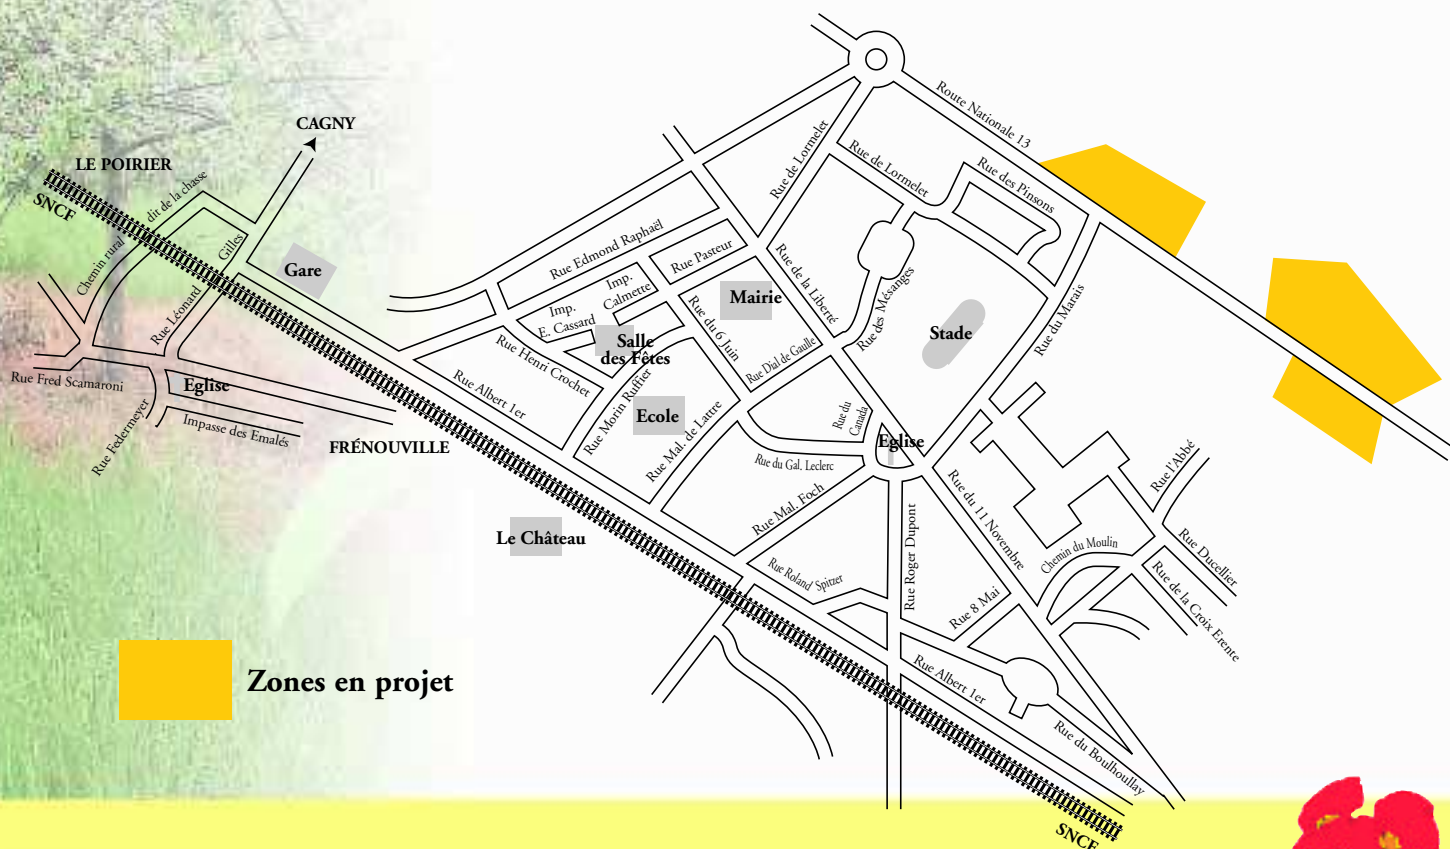 CAGNY
LE POIRIER
SNCF
Chemin rural
dit de la chasse
Gilles
Rue Léonard
Gare
Rue Fred Scamaroni
Eglise
Rue Federmeyer
Impasse des Emalés
FRÉNOUVILLE
Route Nationale 13
Rue de Lormelet
Rue de Lormelet
Rue des Pinsons
Rue Edmond Raphaël
Rue Pasteur
Imp.
Calmette
Imp.
E. Cassard
Mairie
Rue de la Liberté
Rue des Mésanges
Stade
Rue du Marais
Salle
des Fêtes
Rue du 6 Juin
Rue Dial de Gaulle
Rue Henri Crochet
Rue Albert 1er
Rue Morin Ruffier
Ecole
Rue Mal. de Lattre
Rue du
Canada
Eglise
Rue du Gal. Leclerc
Rue Mal. Foch
Rue du 11 Novembre
Rue l'Abbé
Le Château
Rue Roland Spitzer
Rue Roger Dupont
Chemin du Moulin
Rue Ducellier
Rue de la Croix Erente
Rue 8 Mai
Rue Albert 1er
Rue du Boulhoullay
Zones en projet
SNCF